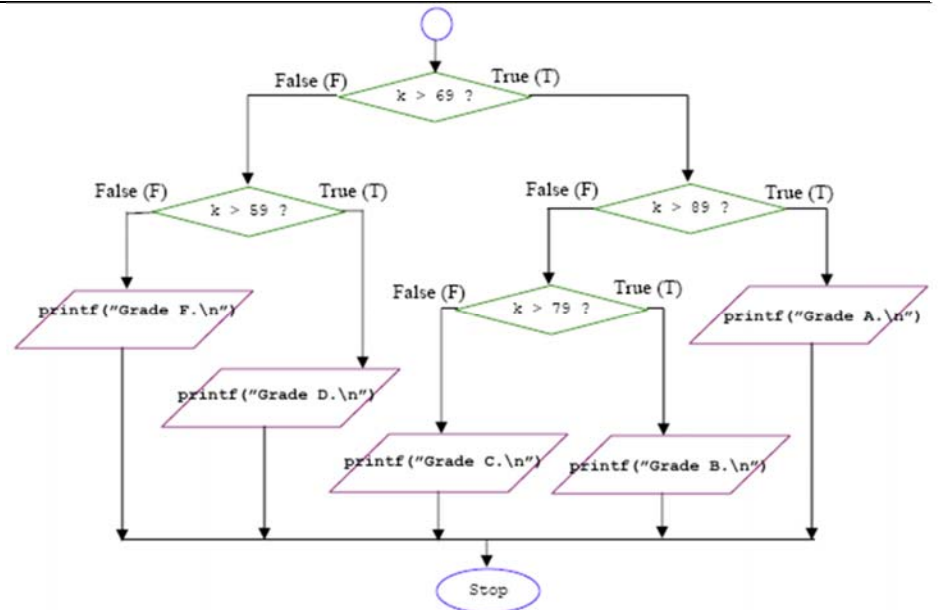 False (F)
True (T)
k > 69 ?
False (F)
True (T)
False (F)
True (T)
k > 59 ?
k > 89 ?
False (F)
True (T)
k > 79 ?
printf("Grade F.\n")
printf("Grade A.\n")
printf("Grade D.\n")
printf("Grade C.\n")
printf("Grade B.\n")
Stop